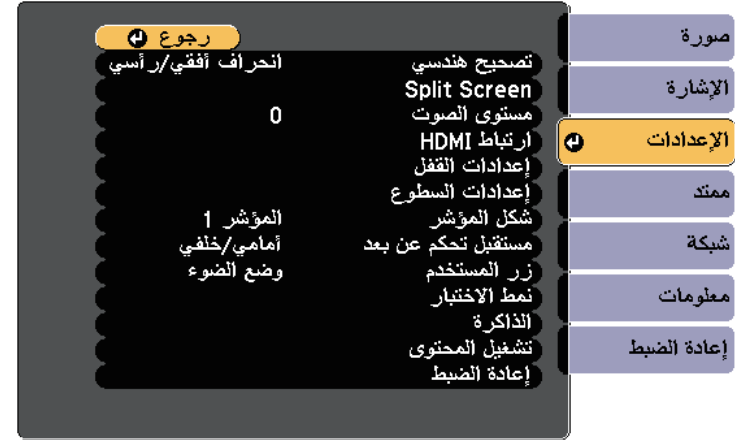 صورة
الإشارة
الإعدادات
ممتد
شبكة
معلومات
إعادة الضبط
رجوع
تصحيح هندسي انحراف أفقي/رأسي
Split Screen
مستوى الصوت 0
ارتباط HDMI
إعدادات القفل
إعدادات السطوع
شكل المؤشر المؤشر 1
مستقبل تحكم عن بعد أمامي/خلفي
زر المستخدم وضع الضوء
نمط الاختبار
الذاكرة
تشغيل المحتوى
إعادة الضبط